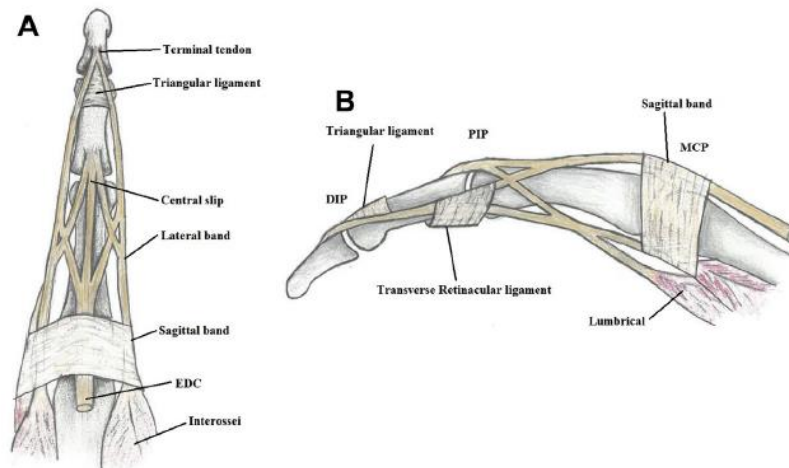 A
Terminal tendon
Triangular ligament
Central slip
Lateral band
Sagittal band
EDC
Interossei
B
Sagittal band
Triangular ligament
PIP
MCP
DIP
Transverse Retinacular ligament
Lumbrical